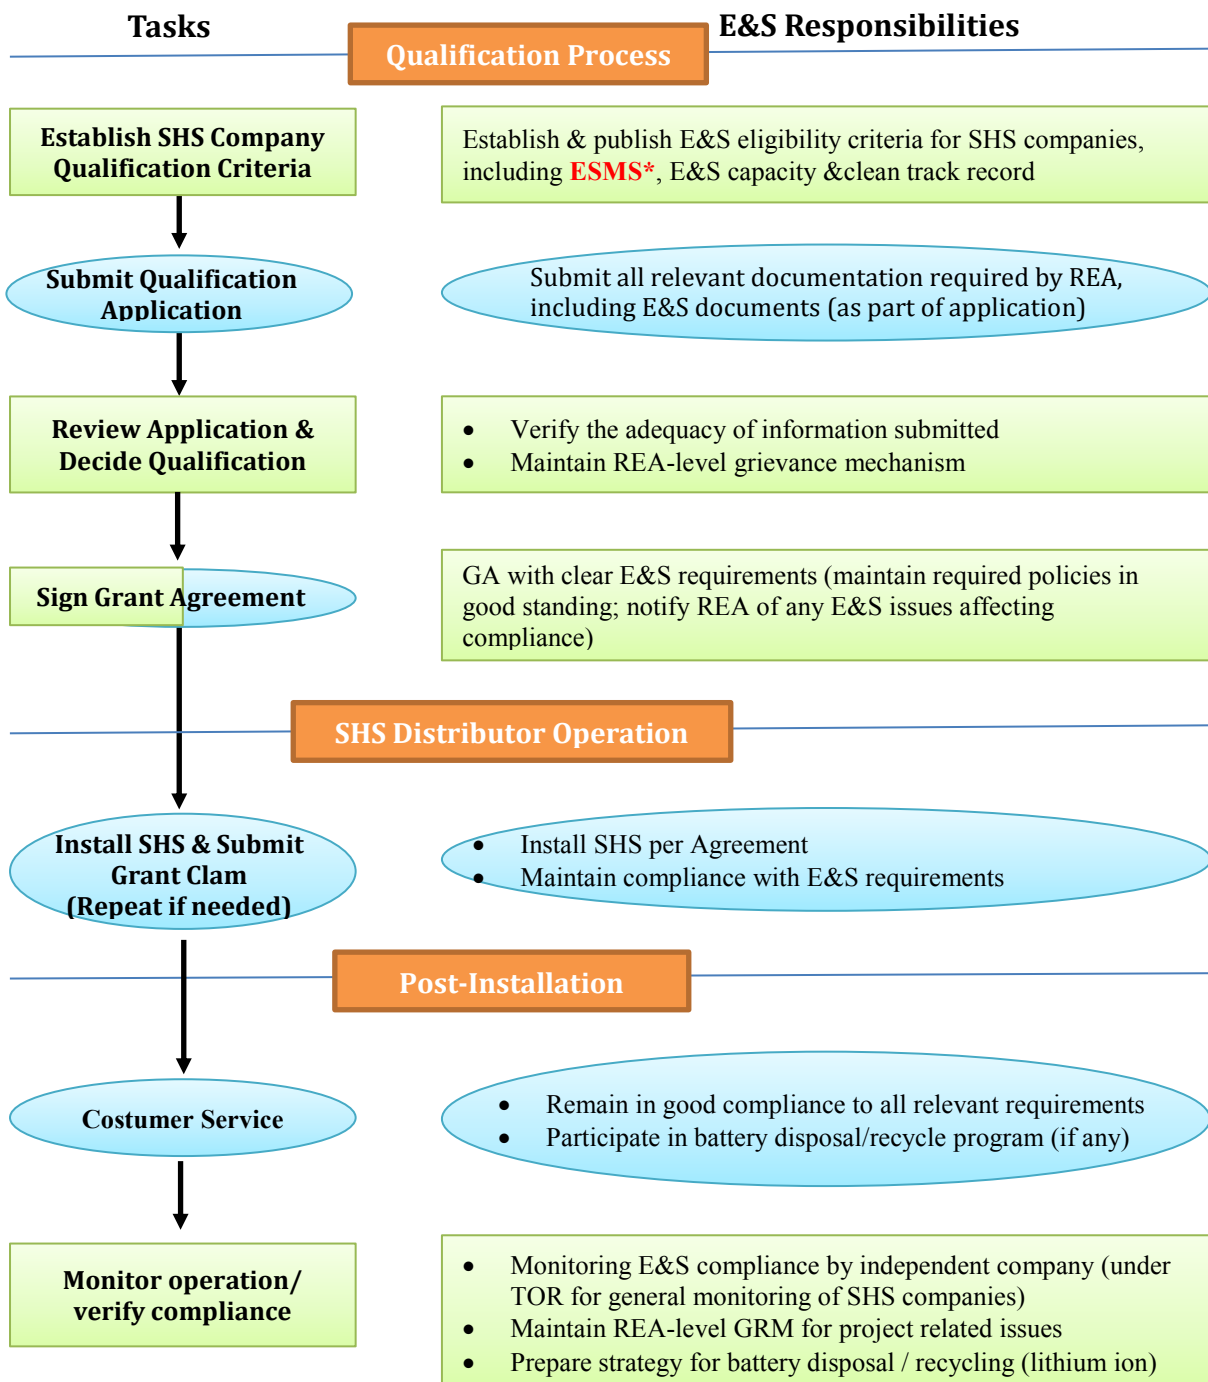 Tasks
E&S Responsibilities
Qualification Process
Establish SHS Company
Qualification Criteria
Establish & publish E&S eligibility criteria for SHS companies,
including ESMS*, E&S capacity &clean track record
Submit Qualification
Application
Submit all relevant documentation required by REA,
including E&S documents (as part of application)
Review Application &
Decide Qualification
• Verify the adequacy of information submitted
• Maintain REA-level grievance mechanism
Sign Grant Agreement
GA with clear E&S requirements (maintain required policies in
good standing; notify REA of any E&S issues affecting
compliance)
SHS Distributor Operation
Install SHS & Submit
Grant Clam
(Repeat if needed)
• Install SHS per Agreement
• Maintain compliance with E&S requirements
Post-Installation
Costumer Service
• Remain in good compliance to all relevant requirements
• Participate in battery disposal/recycle program (if any)
Monitor operation/
verify compliance
• Monitoring E&S compliance by independent company (under
TOR for general monitoring of SHS companies)
• Maintain REA-level GRM for project related issues
• Prepare strategy for battery disposal / recycling (lithium ion)